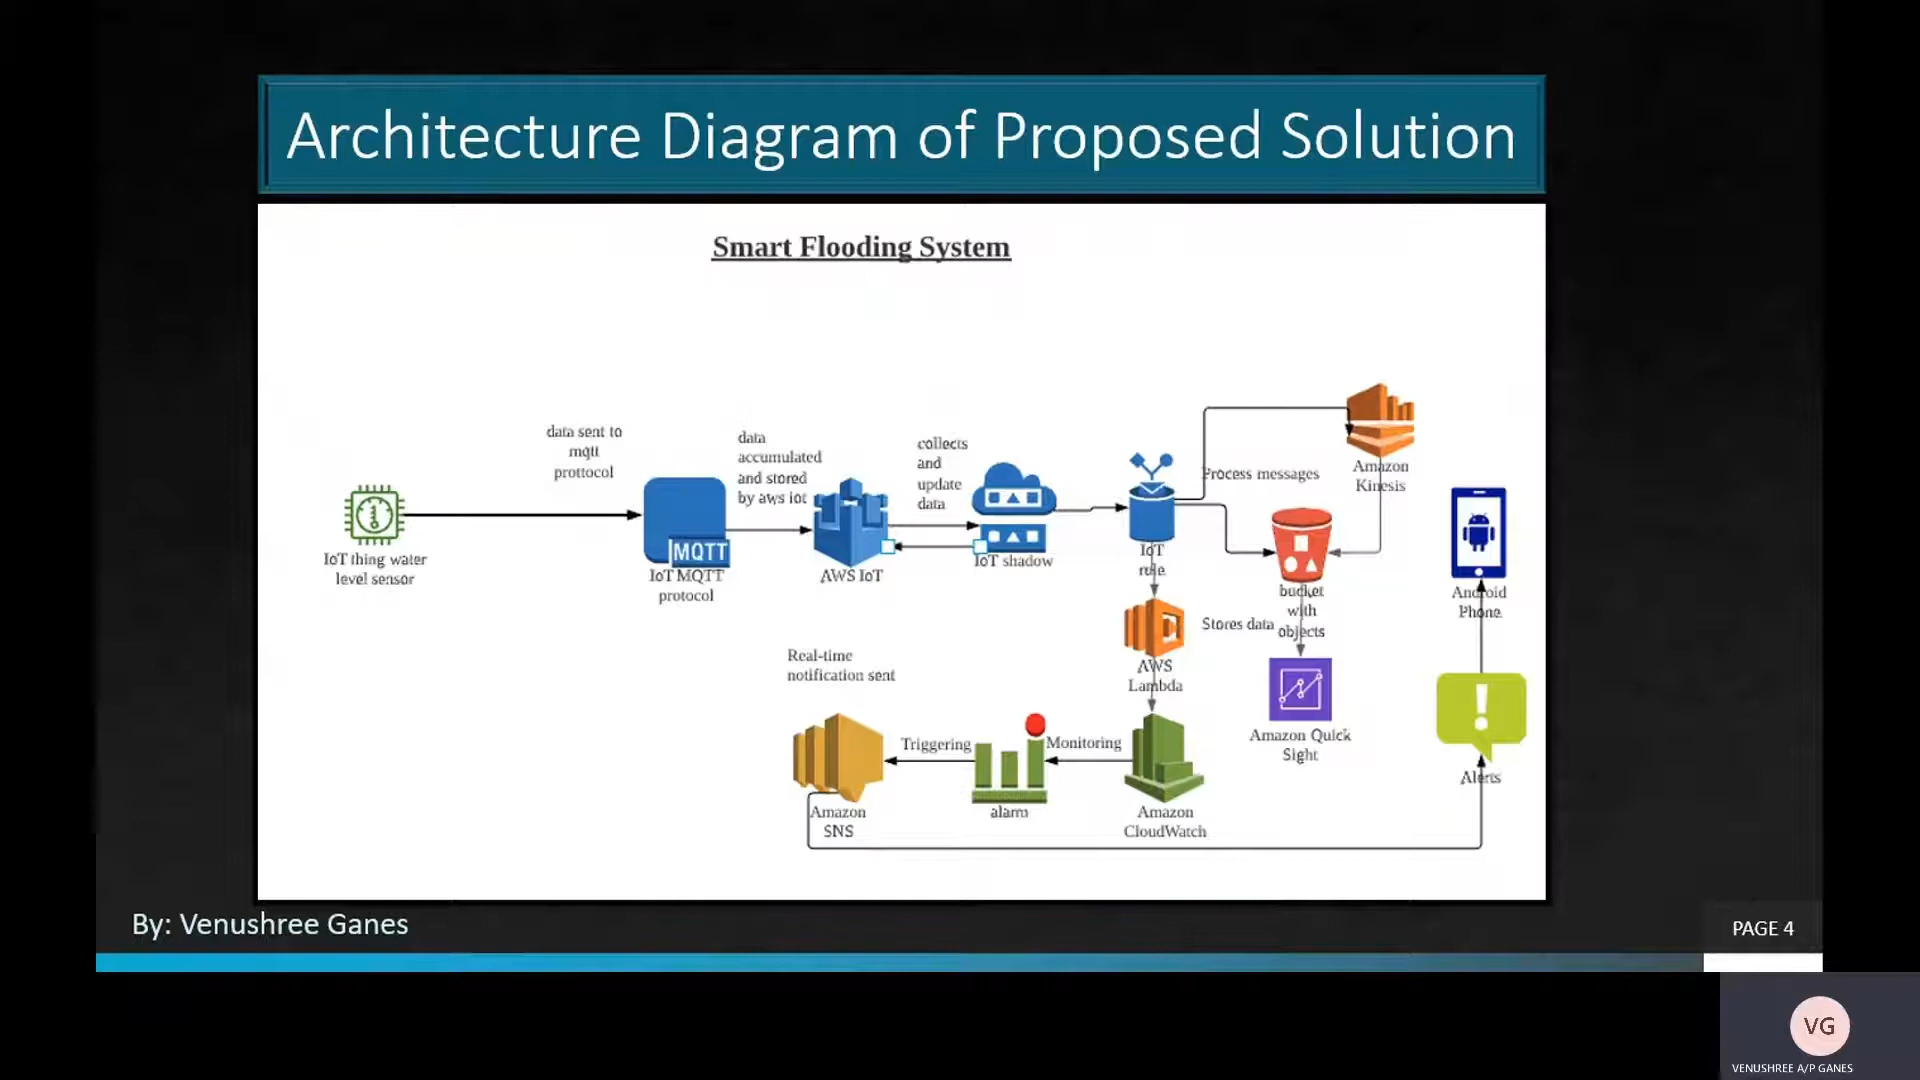 Architecture Diagram of Proposed Solution
Smart Flooding System
data sent to
mqtt
prottocol
data
accumulated
and stored
by aws iot
collects
and
update
data
Process messages
Amazon
Kinesis
IoT thing water
level sensor
MQTT
IoT MQTT
protocol
AWS IoT
IoT shadow
IoT
rule
bucket
with
objects
Android
Phone
Stores data
Real-time
notification sent
AWS
Lambda
Amazon Quick
Sight
Triggering
Monitoring
Alerts
Amazon
SNS
alarm
Amazon
CloudWatch
By: Venushree Ganes
PAGE 4
VG
VENUSHREE A/P GANES